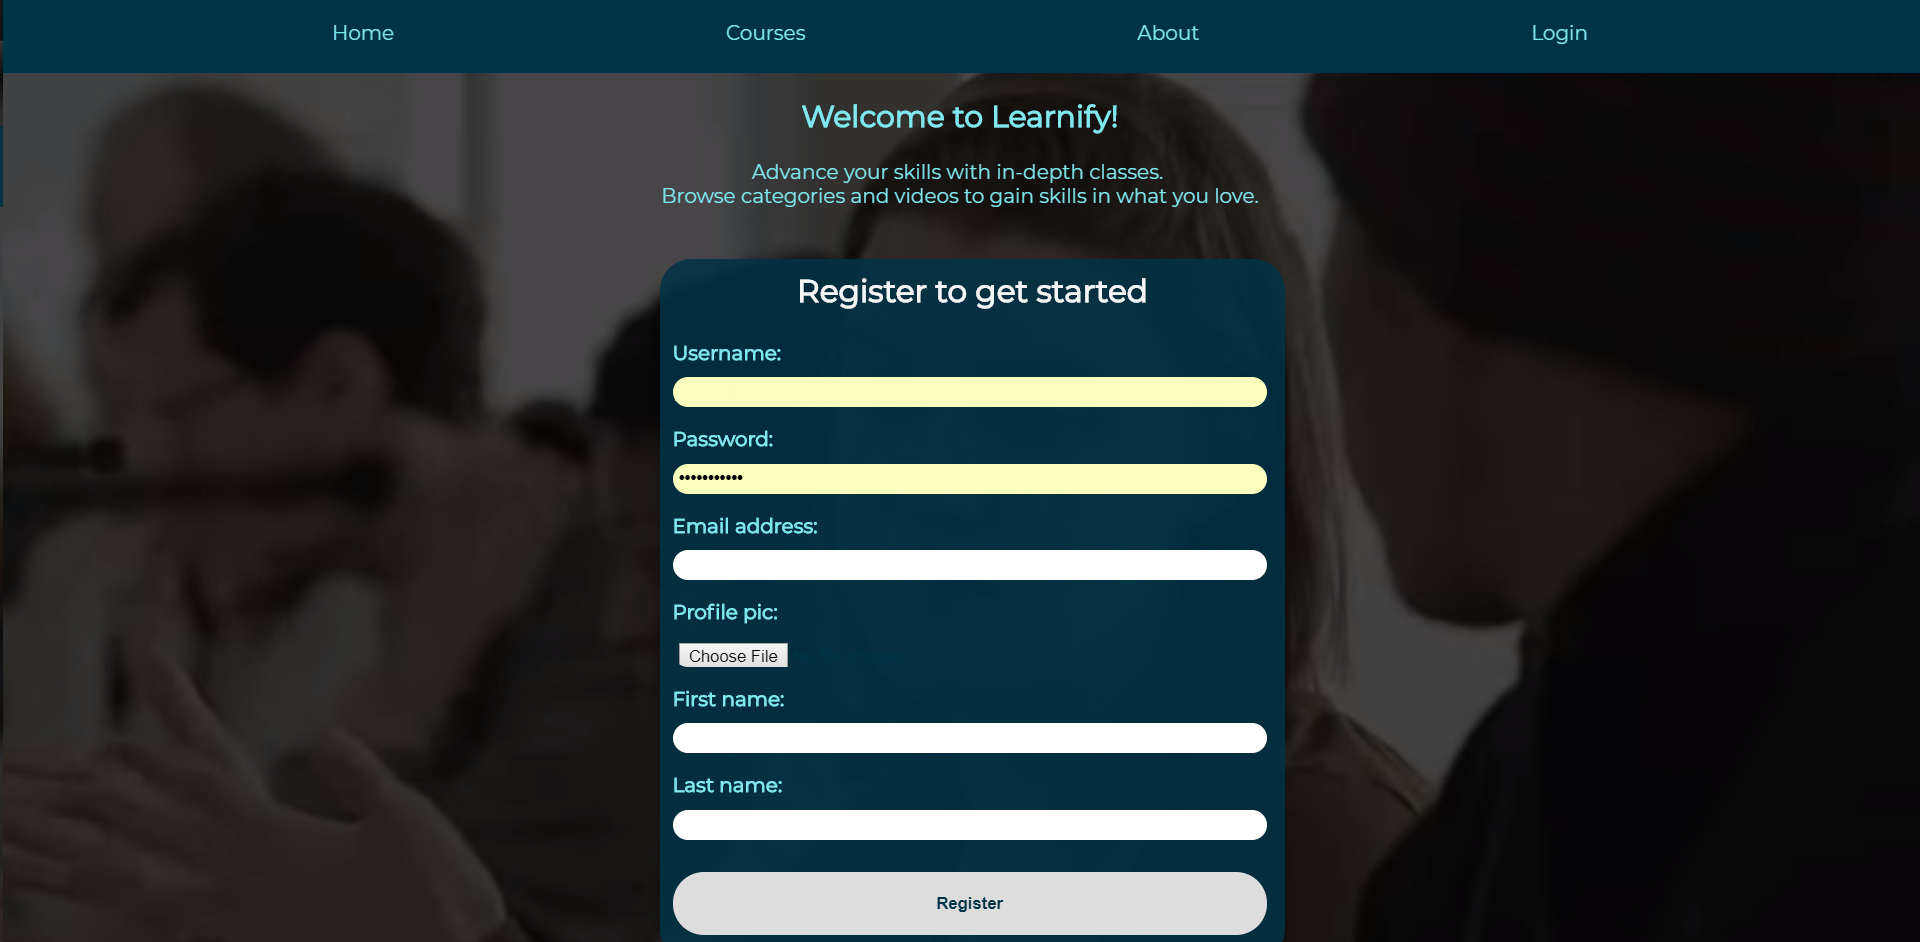 Home Courses About Login
Welcome to Learnify!
Advance your skills with in-depth classes.
Browse categories and videos to gain skills in what you love.
Register to get started
Username:
Password:
•••••••••••
Email address:
Profile pic:
Choose File
First name:
Last name:
Register